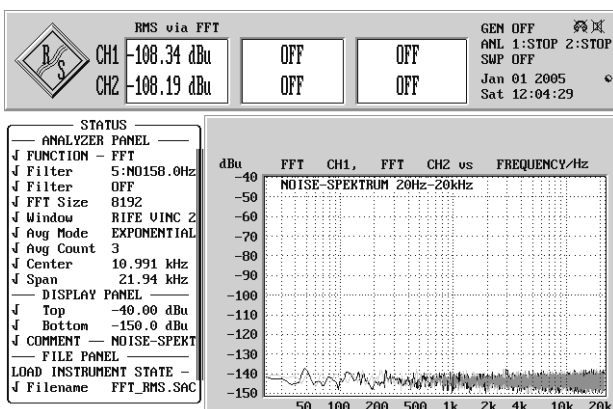 RMS via FFT
R S
CH1 -108.34 dBu OFF OFF
CH2 -108.19 dBu OFF OFF
GEN OFF
ANL 1:STOP 2:STOP
SWP OFF
Jan 01 2005
Sat 12:04:29
STATUS
ANALYZER PANEL
FUNCTION - FFT
Filter 5:NO158.0Hz
Filter OFF
FFT Size 8192
Window RIFE VINC 2
Avg Mode EXPONENTIAL
Avg Count 3
Center 10.991 kHz
Span 21.94 kHz
DISPLAY PANEL
Top -40.00 dBu
Bottom -150.0 dBu
COMMENT — NOISE-SPEKT
FILE PANEL
LOAD INSTRUMENT STATE -
Filename FFT_RMS.SAC
dBu FFT CH1, FFT CH2 vs FREQUENCY/Hz
NOISE-SPEKTRUM 20Hz-20kHz
-40
-50
-60
-70
-80
-90
-100
-110
-120
-130
-140
-150
50 100 200 500 1k 2k 4k 10k 20k